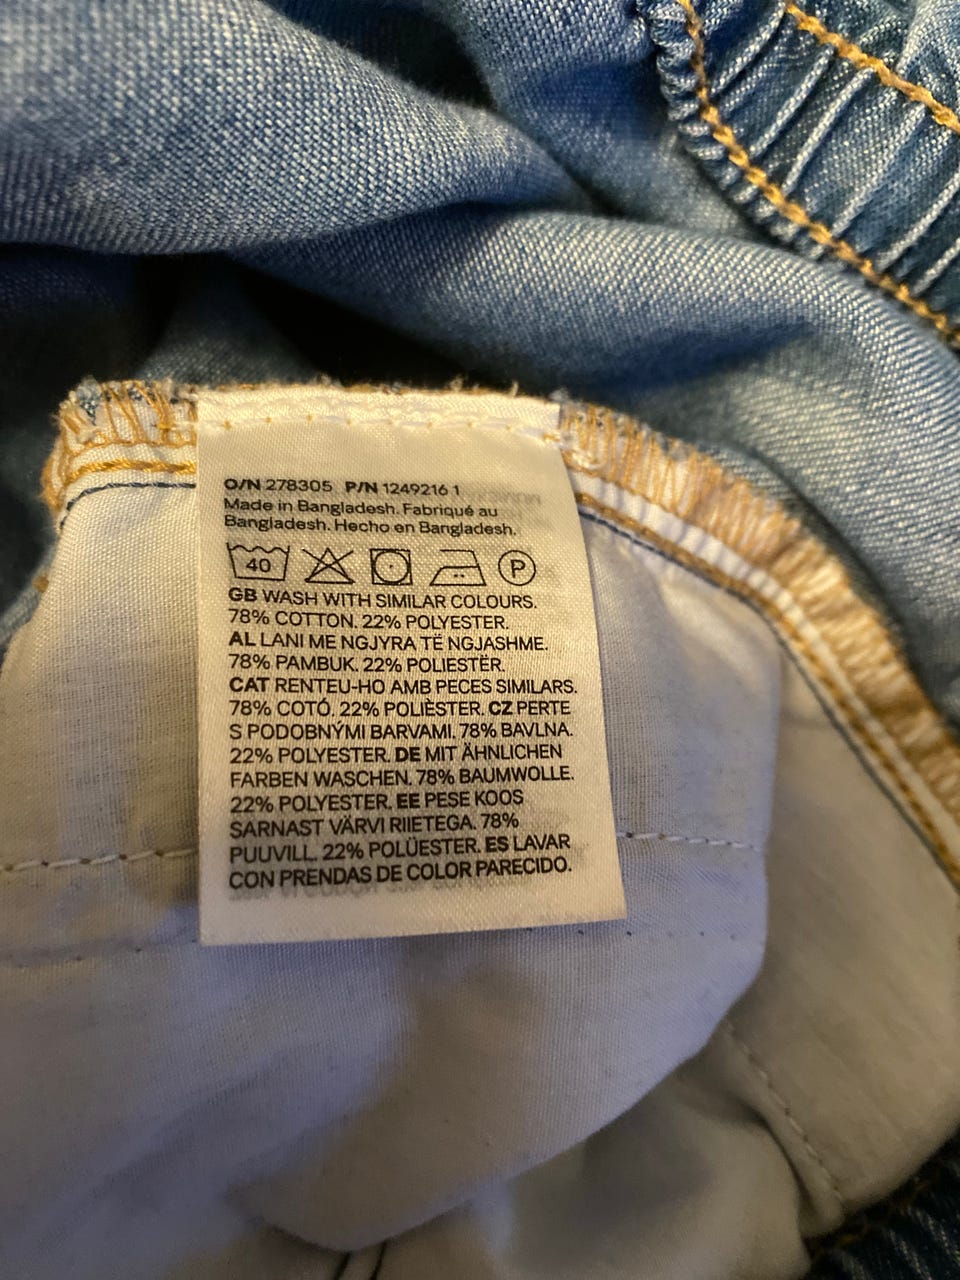 O/N 278305 P/N 1249216 1
Made in Bangladesh. Fabriqué au
Bangladesh. Hecho en Bangladesh.
40 P
GB WASH WITH SIMILAR COLOURS.
78% COTTON. 22% POLYESTER.
AL LANI ME NGJYRA TË NGJASHME.
78% PAMBUK. 22% POLIESTËR.
CAT RENTEU-HO AMB PECES SIMILARS.
78% COTÓ. 22% POLIÈSTER. CZ PERTE
S PODOBNÝMI BARVAMI. 78% BAVLNA.
22% POLYESTER. DE MIT ÄHNLICHEN
FARBEN WASCHEN. 78% BAUMWOLLE.
22% POLYESTER. EE PESE KOOS
SARNAST VÄRVI RIIETEGA. 78%
PUUVILL. 22% POLÜESTER. ES LAVAR
CON PRENDAS DE COLOR PARECIDO.